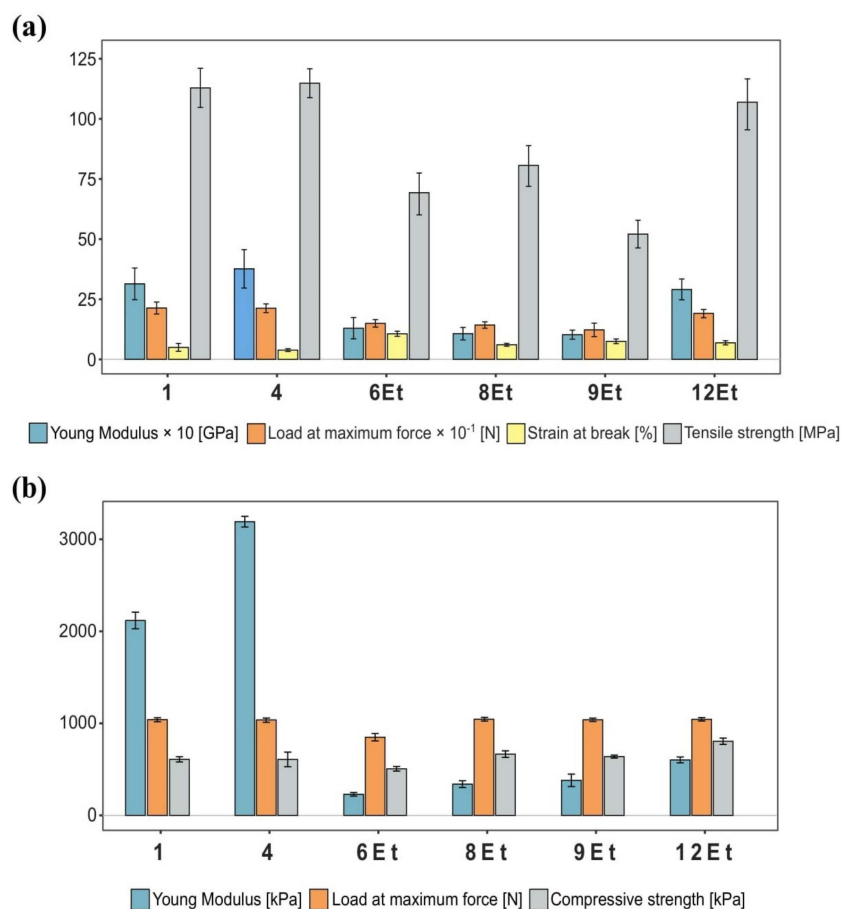 (a)
125
100
75
50
25
0
1 4 6Et 8Et 9Et 12Et
Young Modulus × 10 [GPa] Load at maximum force × 10⁻¹ [N] Strain at break [%] Tensile strength [MPa]
(b)
3000
2000
1000
0
1 4 6Et 8Et 9Et 12Et
Young Modulus [kPa] Load at maximum force [N] Compressive strength [kPa]